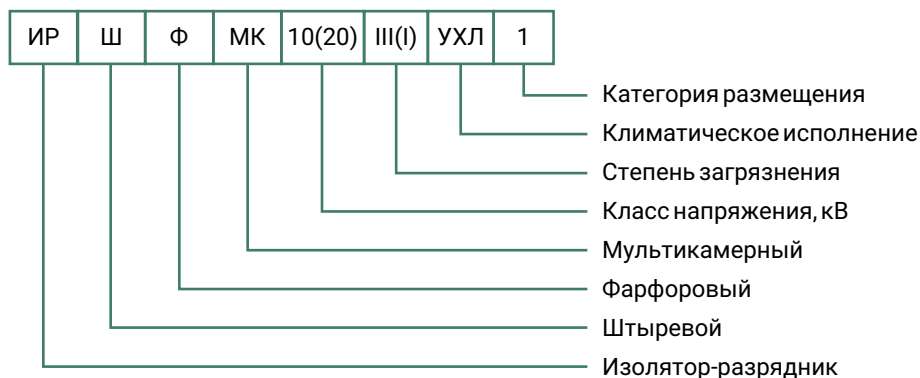 ИР Ш Ф МК 10(20) III(I) УХЛ 1
Категория размещения
Климатическое исполнение
Степень загрязнения
Класс напряжения, кВ
Мультикамерный
Фарфоровый
Штыревой
Изолятор-разрядник